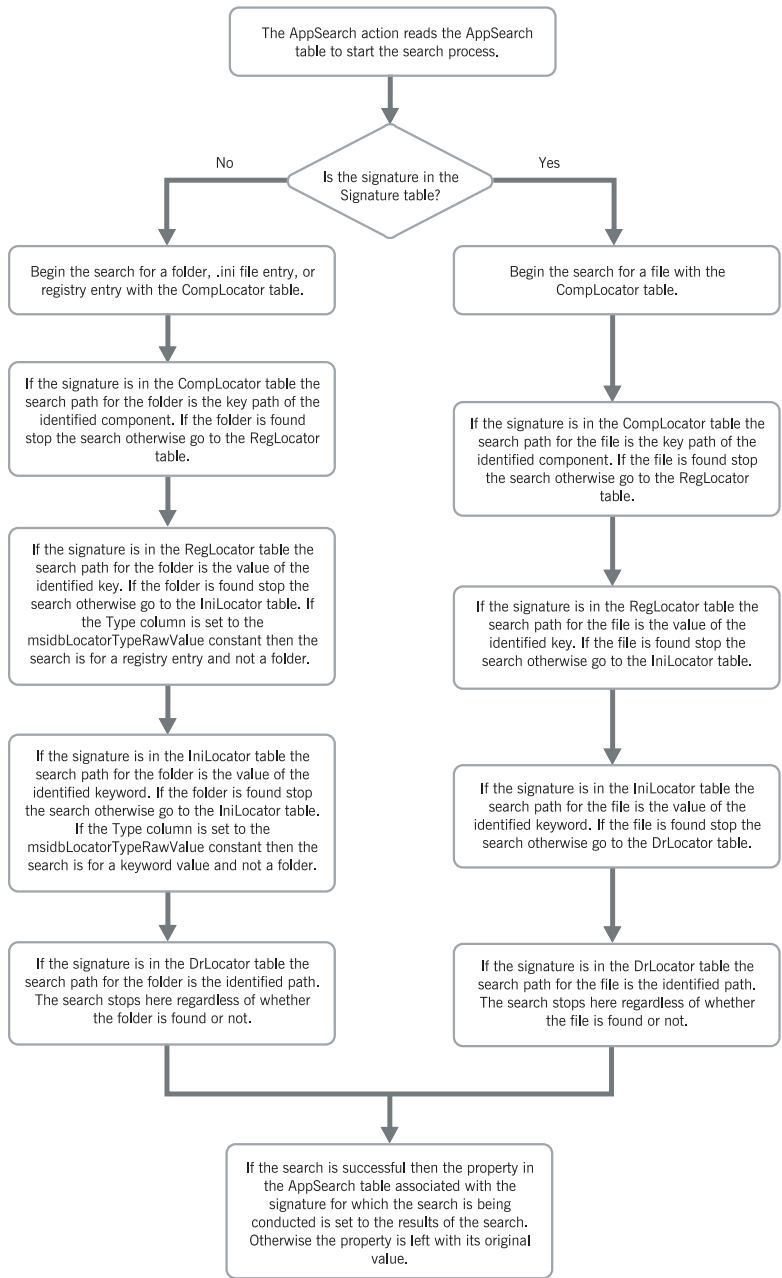 The AppSearch action reads the AppSearch
table to start the search process.
No
Yes
Is the signature in the
Signature table?
Begin the search for a folder, .ini file entry, or
registry entry with the CompLocator table.
Begin the search for a file with the
CompLocator table.
If the signature is in the CompLocator table the
search path for the folder is the key path of the
identified component. If the folder is found
stop the search otherwise go to the RegLocator
table.
If the signature is in the CompLocator table the
search path for the file is the key path of the
identified component. If the file is found stop
the search otherwise go to the RegLocator
table.
If the signature is in the RegLocator table the
search path for the folder is the value of the
identified key. If the folder is found stop the
search otherwise go to the IniLocator table. If
the Type column is set to the
msidbLocatorTypeRawValue constant then the
search is for a registry entry and not a folder.
If the signature is in the RegLocator table the
search path for the file is the value of the
identified key. If the file is found stop the
search otherwise go to the IniLocator table.
If the signature is in the IniLocator table the
search path for the folder is the value of the
identified keyword. If the folder is found stop
the search otherwise go to the IniLocator table.
If the Type column is set to the
msidbLocatorTypeRawValue constant then the
search is for a keyword value and not a folder.
If the signature is in the IniLocator table the
search path for the file is the value of the
identified keyword. If the file is found stop the
search otherwise go to the DrLocator table.
If the signature is in the DrLocator table the
search path for the folder is the identified path.
The search stops here regardless of whether
the folder is found or not.
If the signature is in the DrLocator table the
search path for the file is the identified path.
The search stops here regardless of whether
the file is found or not.
If the search is successful then the property in
the AppSearch table associated with the
signature for which the search is being
conducted is set to the results of the search.
Otherwise the property is left with its original
value.